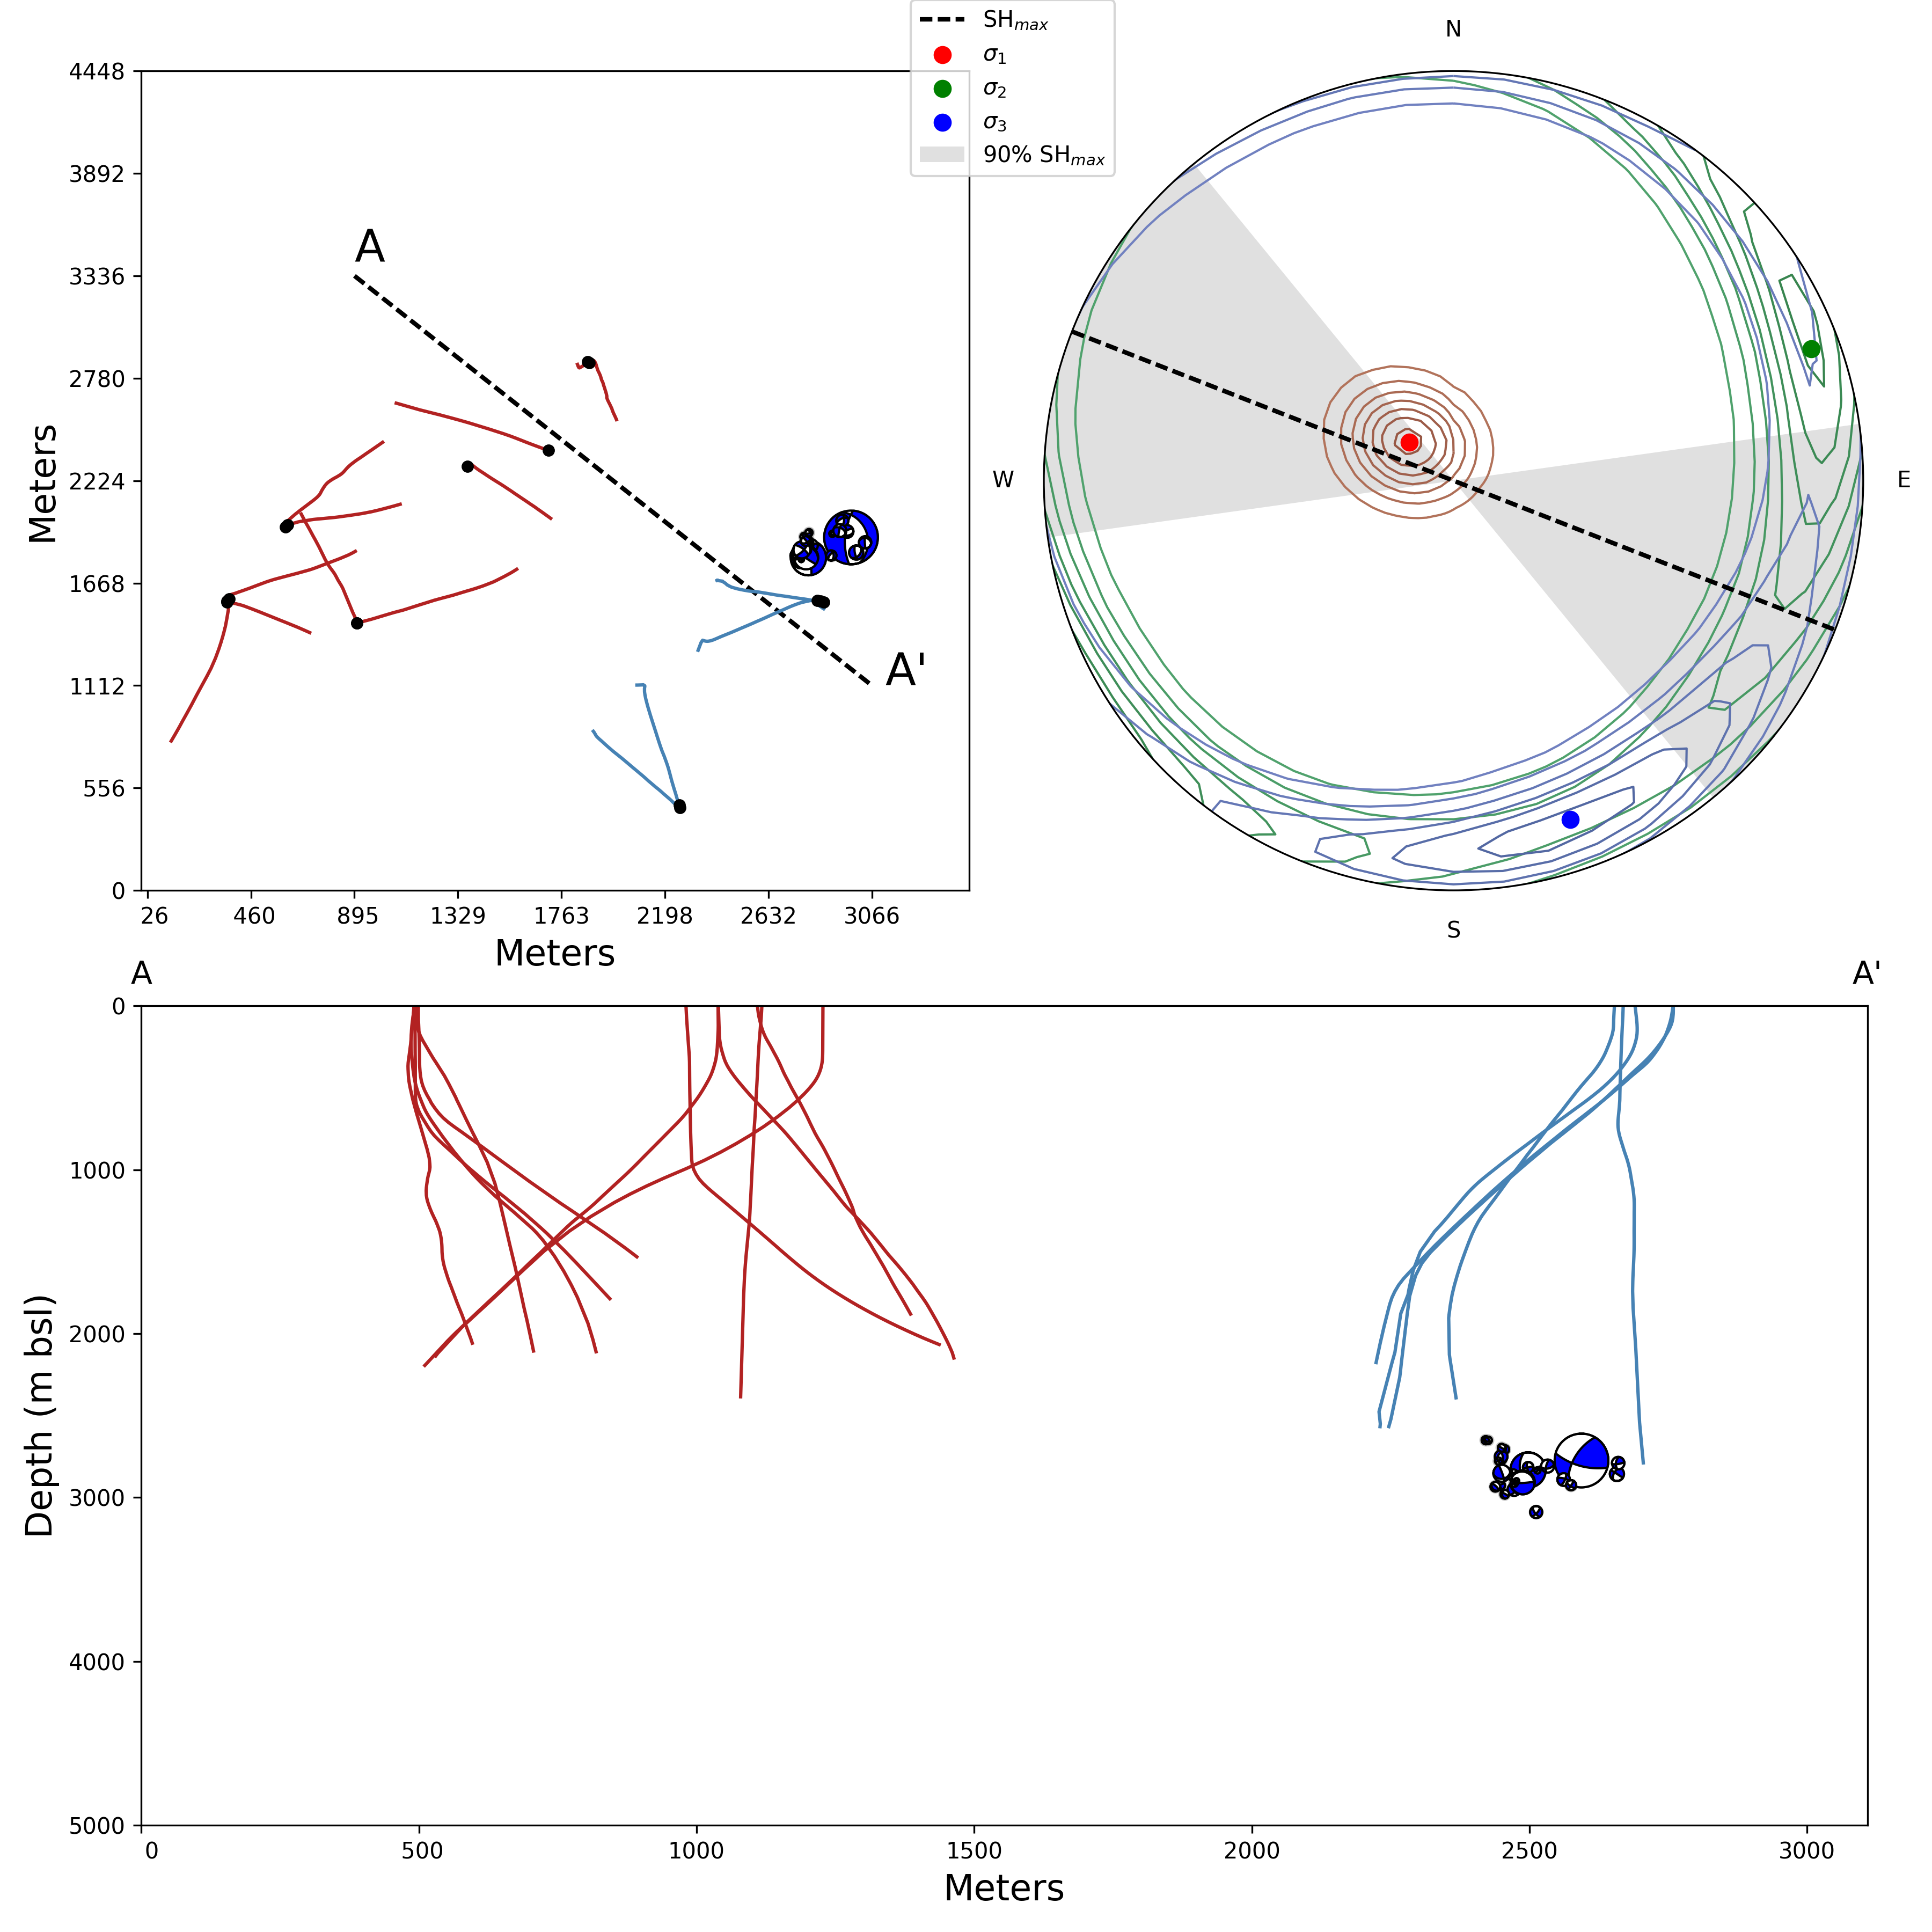 SHmax
σ1
σ2
σ3
90% SHmax
N
W
E
S
4448
3892
3336
2780
2224
1668
1112
556
0
Meters
A
A'
26
460
895
1329
1763
2198
2632
3066
Meters
A
A'
0
1000
2000
3000
4000
5000
Depth (m bsl)
0
500
1000
1500
2000
2500
3000
Meters